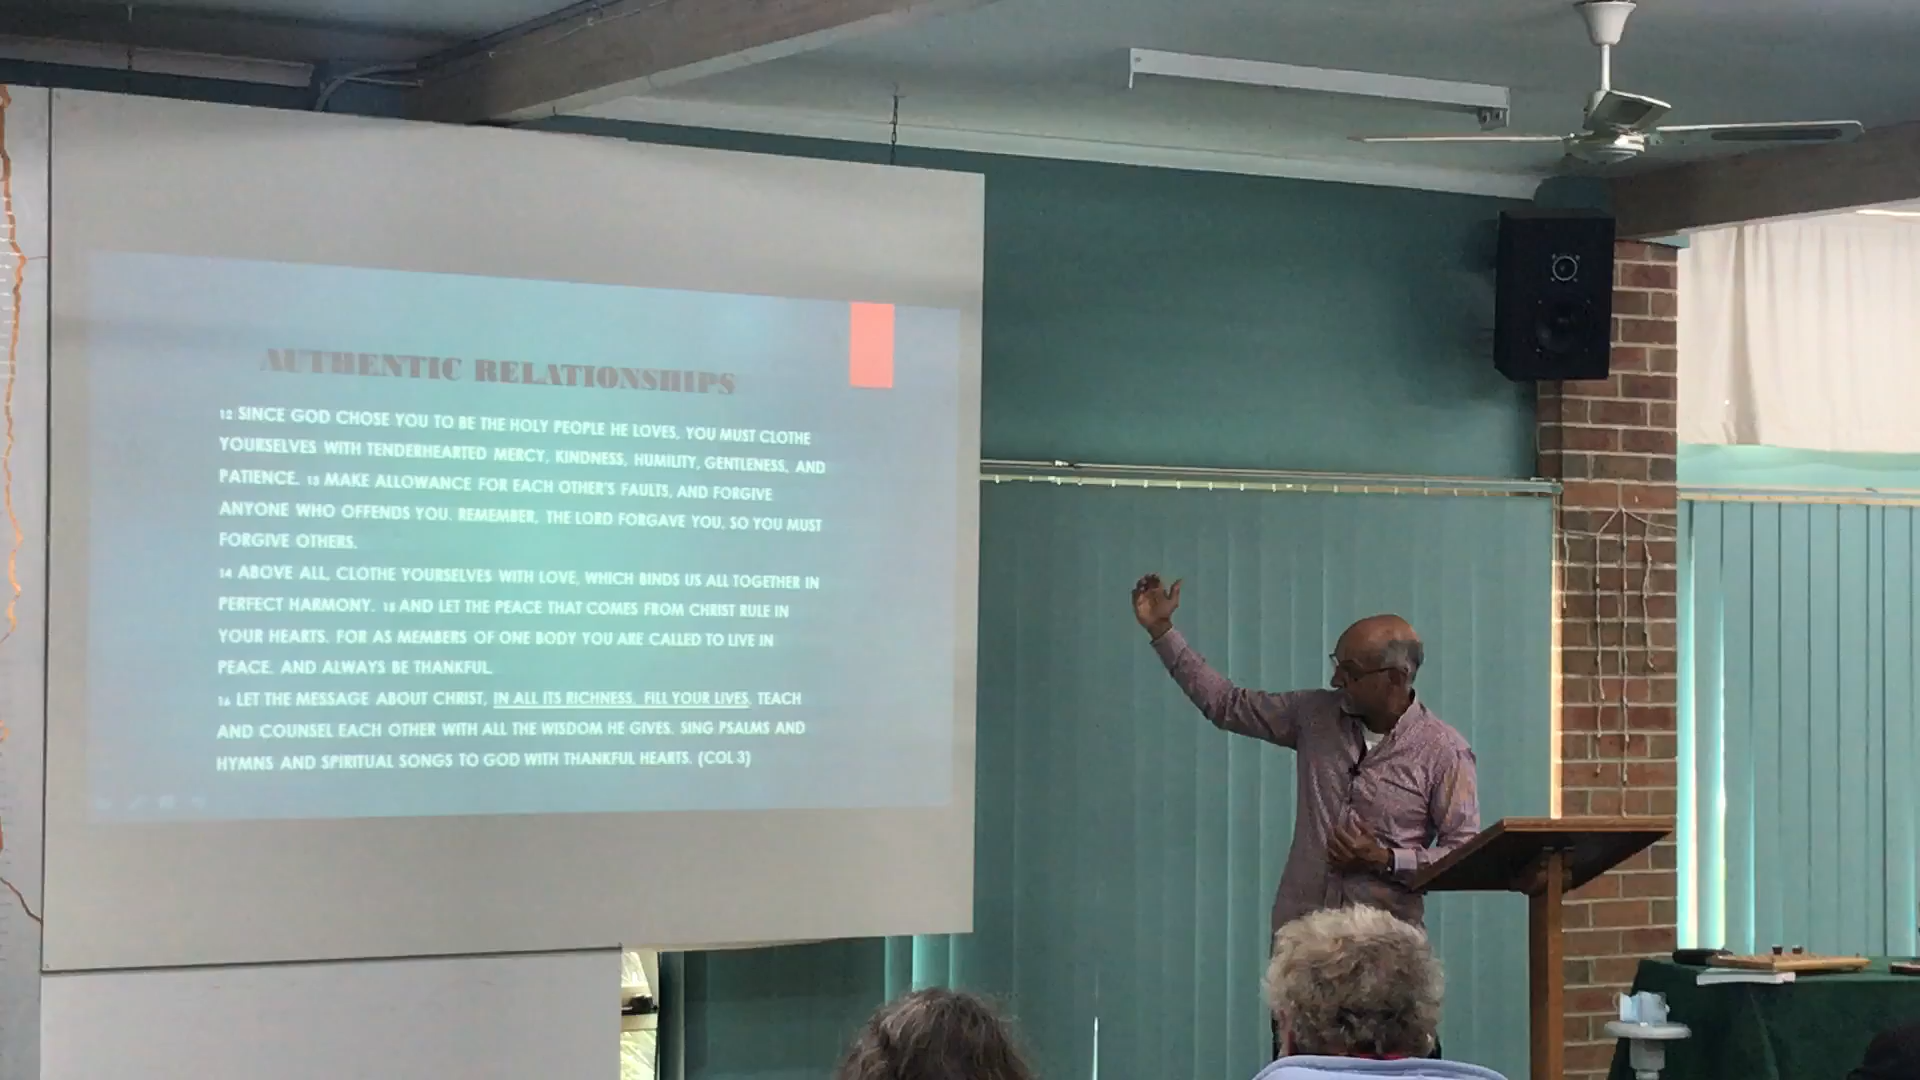 AUTHENTIC RELATIONSHIPS
12 SINCE GOD CHOSE YOU TO BE THE HOLY PEOPLE HE LOVES, YOU MUST CLOTHE
YOURSELVES WITH TENDERHEARTED MERCY, KINDNESS, HUMILITY, GENTLENESS, AND
PATIENCE. 13 MAKE ALLOWANCE FOR EACH OTHER'S FAULTS, AND FORGIVE
ANYONE WHO OFFENDS YOU. REMEMBER, THE LORD FORGAVE YOU, SO YOU MUST
FORGIVE OTHERS.
14 ABOVE ALL, CLOTHE YOURSELVES WITH LOVE, WHICH BINDS US ALL TOGETHER IN
PERFECT HARMONY. 15 AND LET THE PEACE THAT COMES FROM CHRIST RULE IN
YOUR HEARTS. FOR AS MEMBERS OF ONE BODY YOU ARE CALLED TO LIVE IN
PEACE. AND ALWAYS BE THANKFUL.
16 LET THE MESSAGE ABOUT CHRIST, IN ALL ITS RICHNESS, FILL YOUR LIVES. TEACH
AND COUNSEL EACH OTHER WITH ALL THE WISDOM HE GIVES. SING PSALMS AND
HYMNS AND SPIRITUAL SONGS TO GOD WITH THANKFUL HEARTS. (COL 3)